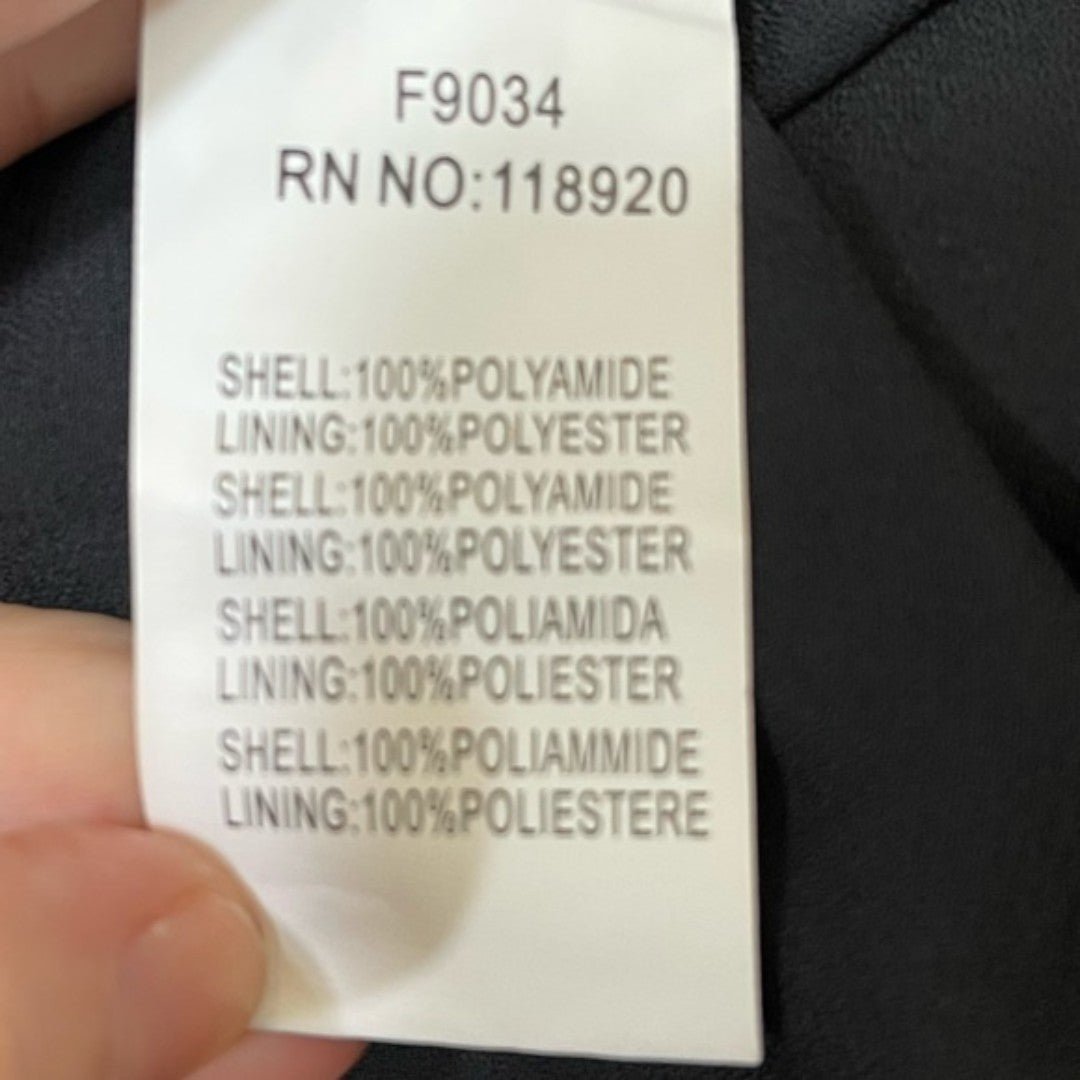 F9034
RN NO:118920
SHELL:100%POLYAMIDE
LINING:100%POLYESTER
SHELL:100%POLYAMIDE
LINING:100%POLYESTER
SHELL:100%POLIAMIDA
LINING:100%POLIESTER
SHELL:100%POLIAMMIDE
LINING:100%POLIESTERE